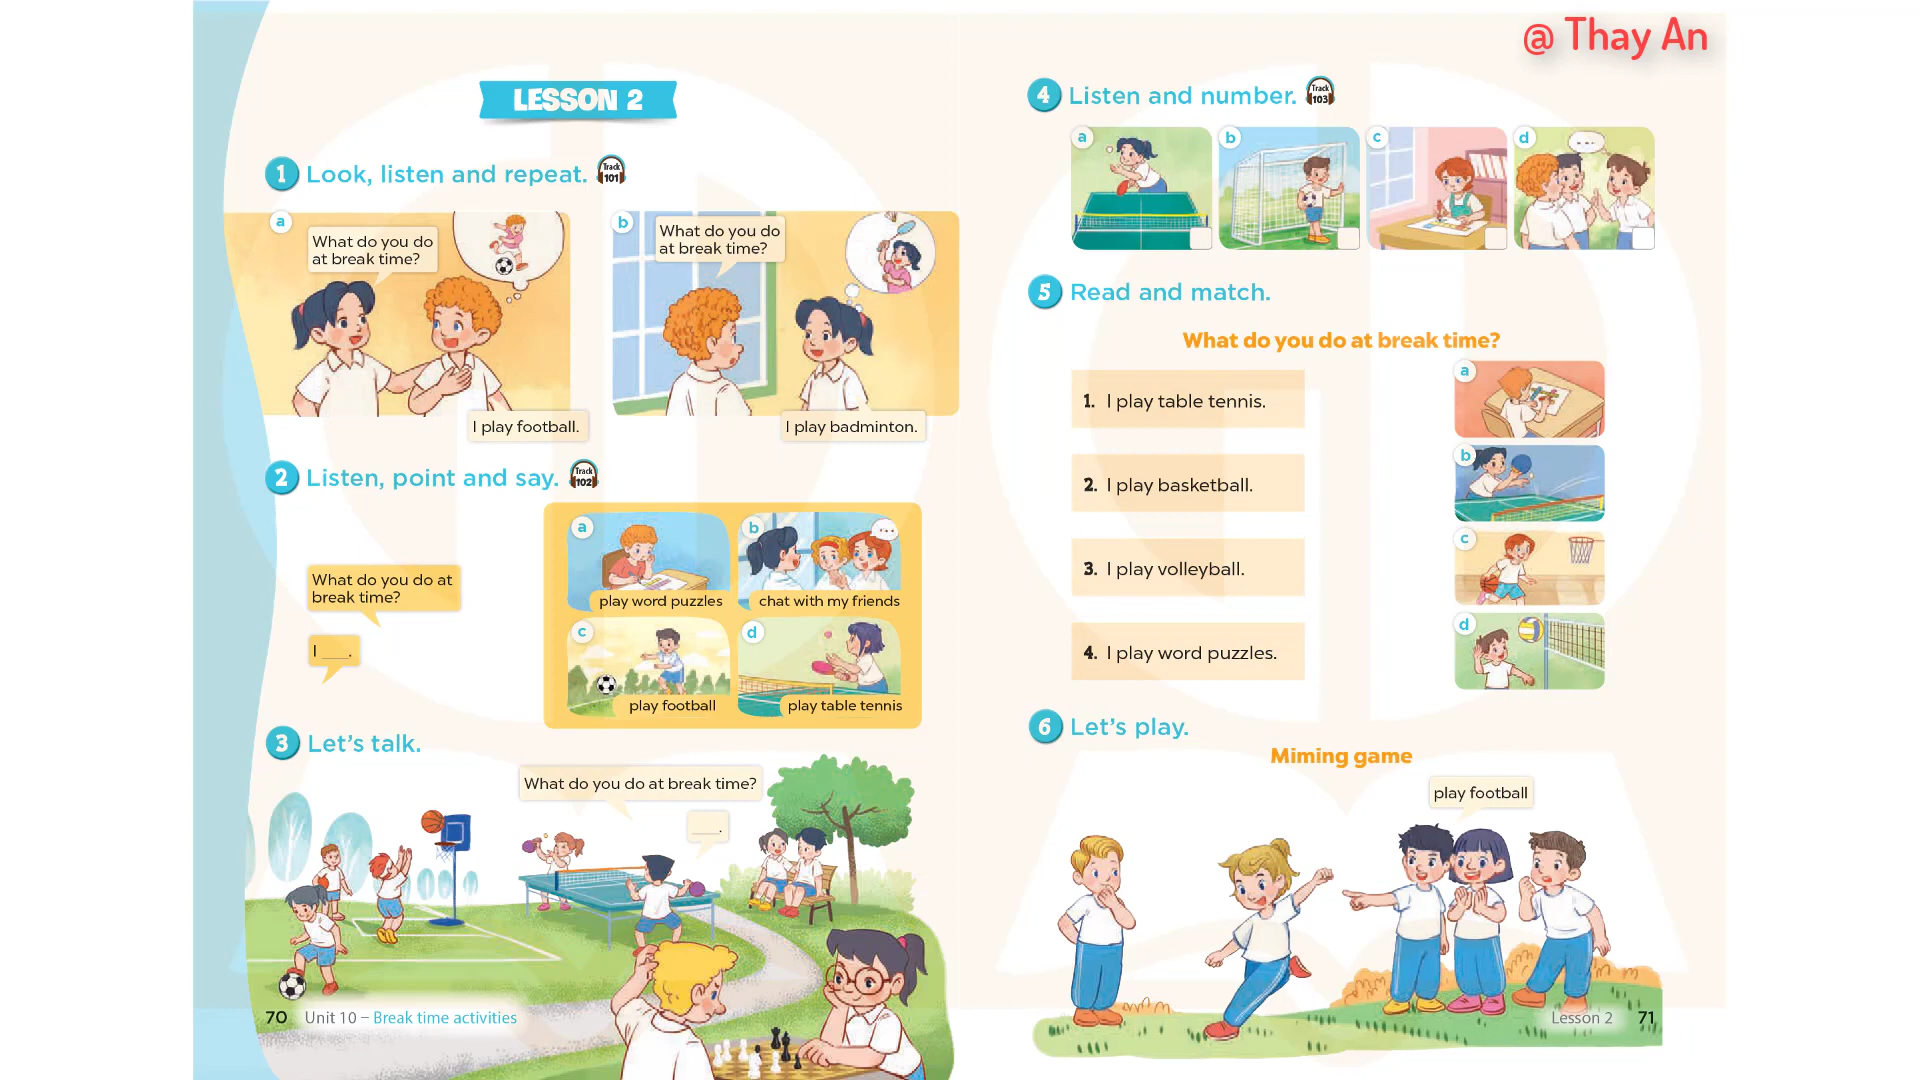 @ Thay An
LESSON 2
1 Look, listen and repeat. Track 101
a
What do you do
at break time?
I play football.
b
What do you do
at break time?
I play badminton.
2 Listen, point and say. Track 102
What do you do at
break time?
I ___.
a
play word puzzles
b
...
chat with my friends
c
play football
d
play table tennis
3 Let's talk.
What do you do at break time?
___.
70 Unit 10 – Break time activities
4 Listen and number. Track 103
a
b
c
d
...
5 Read and match.
What do you do at break time?
1. I play table tennis.
2. I play basketball.
3. I play volleyball.
4. I play word puzzles.
a
b
c
d
6 Let's play.
Miming game
play football
Lesson 2 71